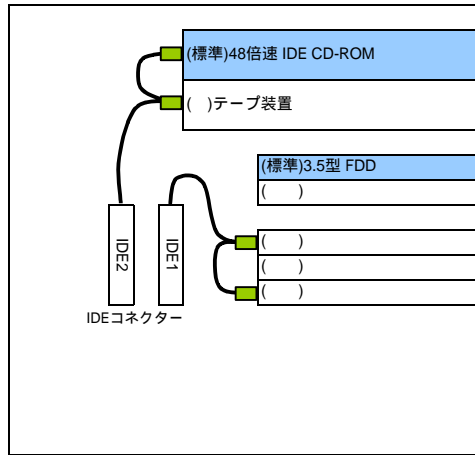 (標準)48倍速 IDE CD-ROM
(　)テープ装置
(標準)3.5型 FDD
(　　)
IDE2
IDE1
(　　)
(　　)
(　　)
IDEコネクター